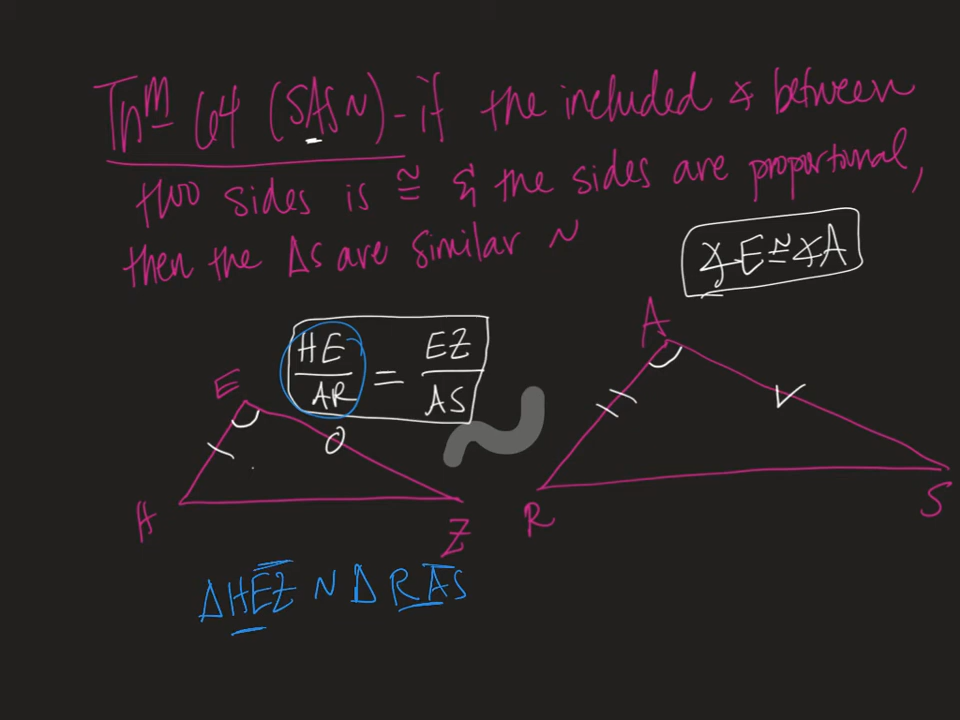 Thm 64 (SAS ~) - if the included ∡ between
two sides is ≅ & the sides are proportional,
then the Δs are similar ~
∡E ≅ ∡A
HE/AR = EZ/AS
A
E
H
Z
R
S
ΔHEZ ~ ΔRAS